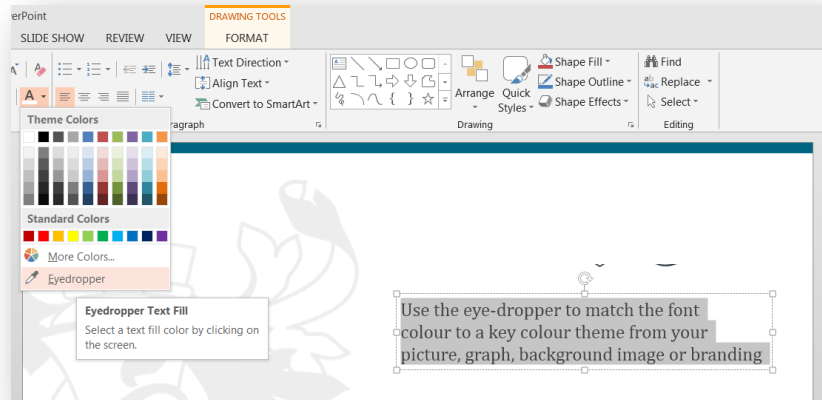 erPoint
DRAWING TOOLS
SLIDE SHOW REVIEW VIEW FORMAT
Text Direction
Align Text
Convert to SmartArt
Arrange
Quick
Styles
Shape Fill
Shape Outline
Shape Effects
Find
Replace
Select
A
ragraph
Drawing
Editing
Theme Colors
Standard Colors
More Colors...
Eyedropper
Eyedropper Text Fill
Select a text fill color by clicking on
the screen.
Use the eye-dropper to match the font
colour to a key colour theme from your
picture, graph, background image or branding